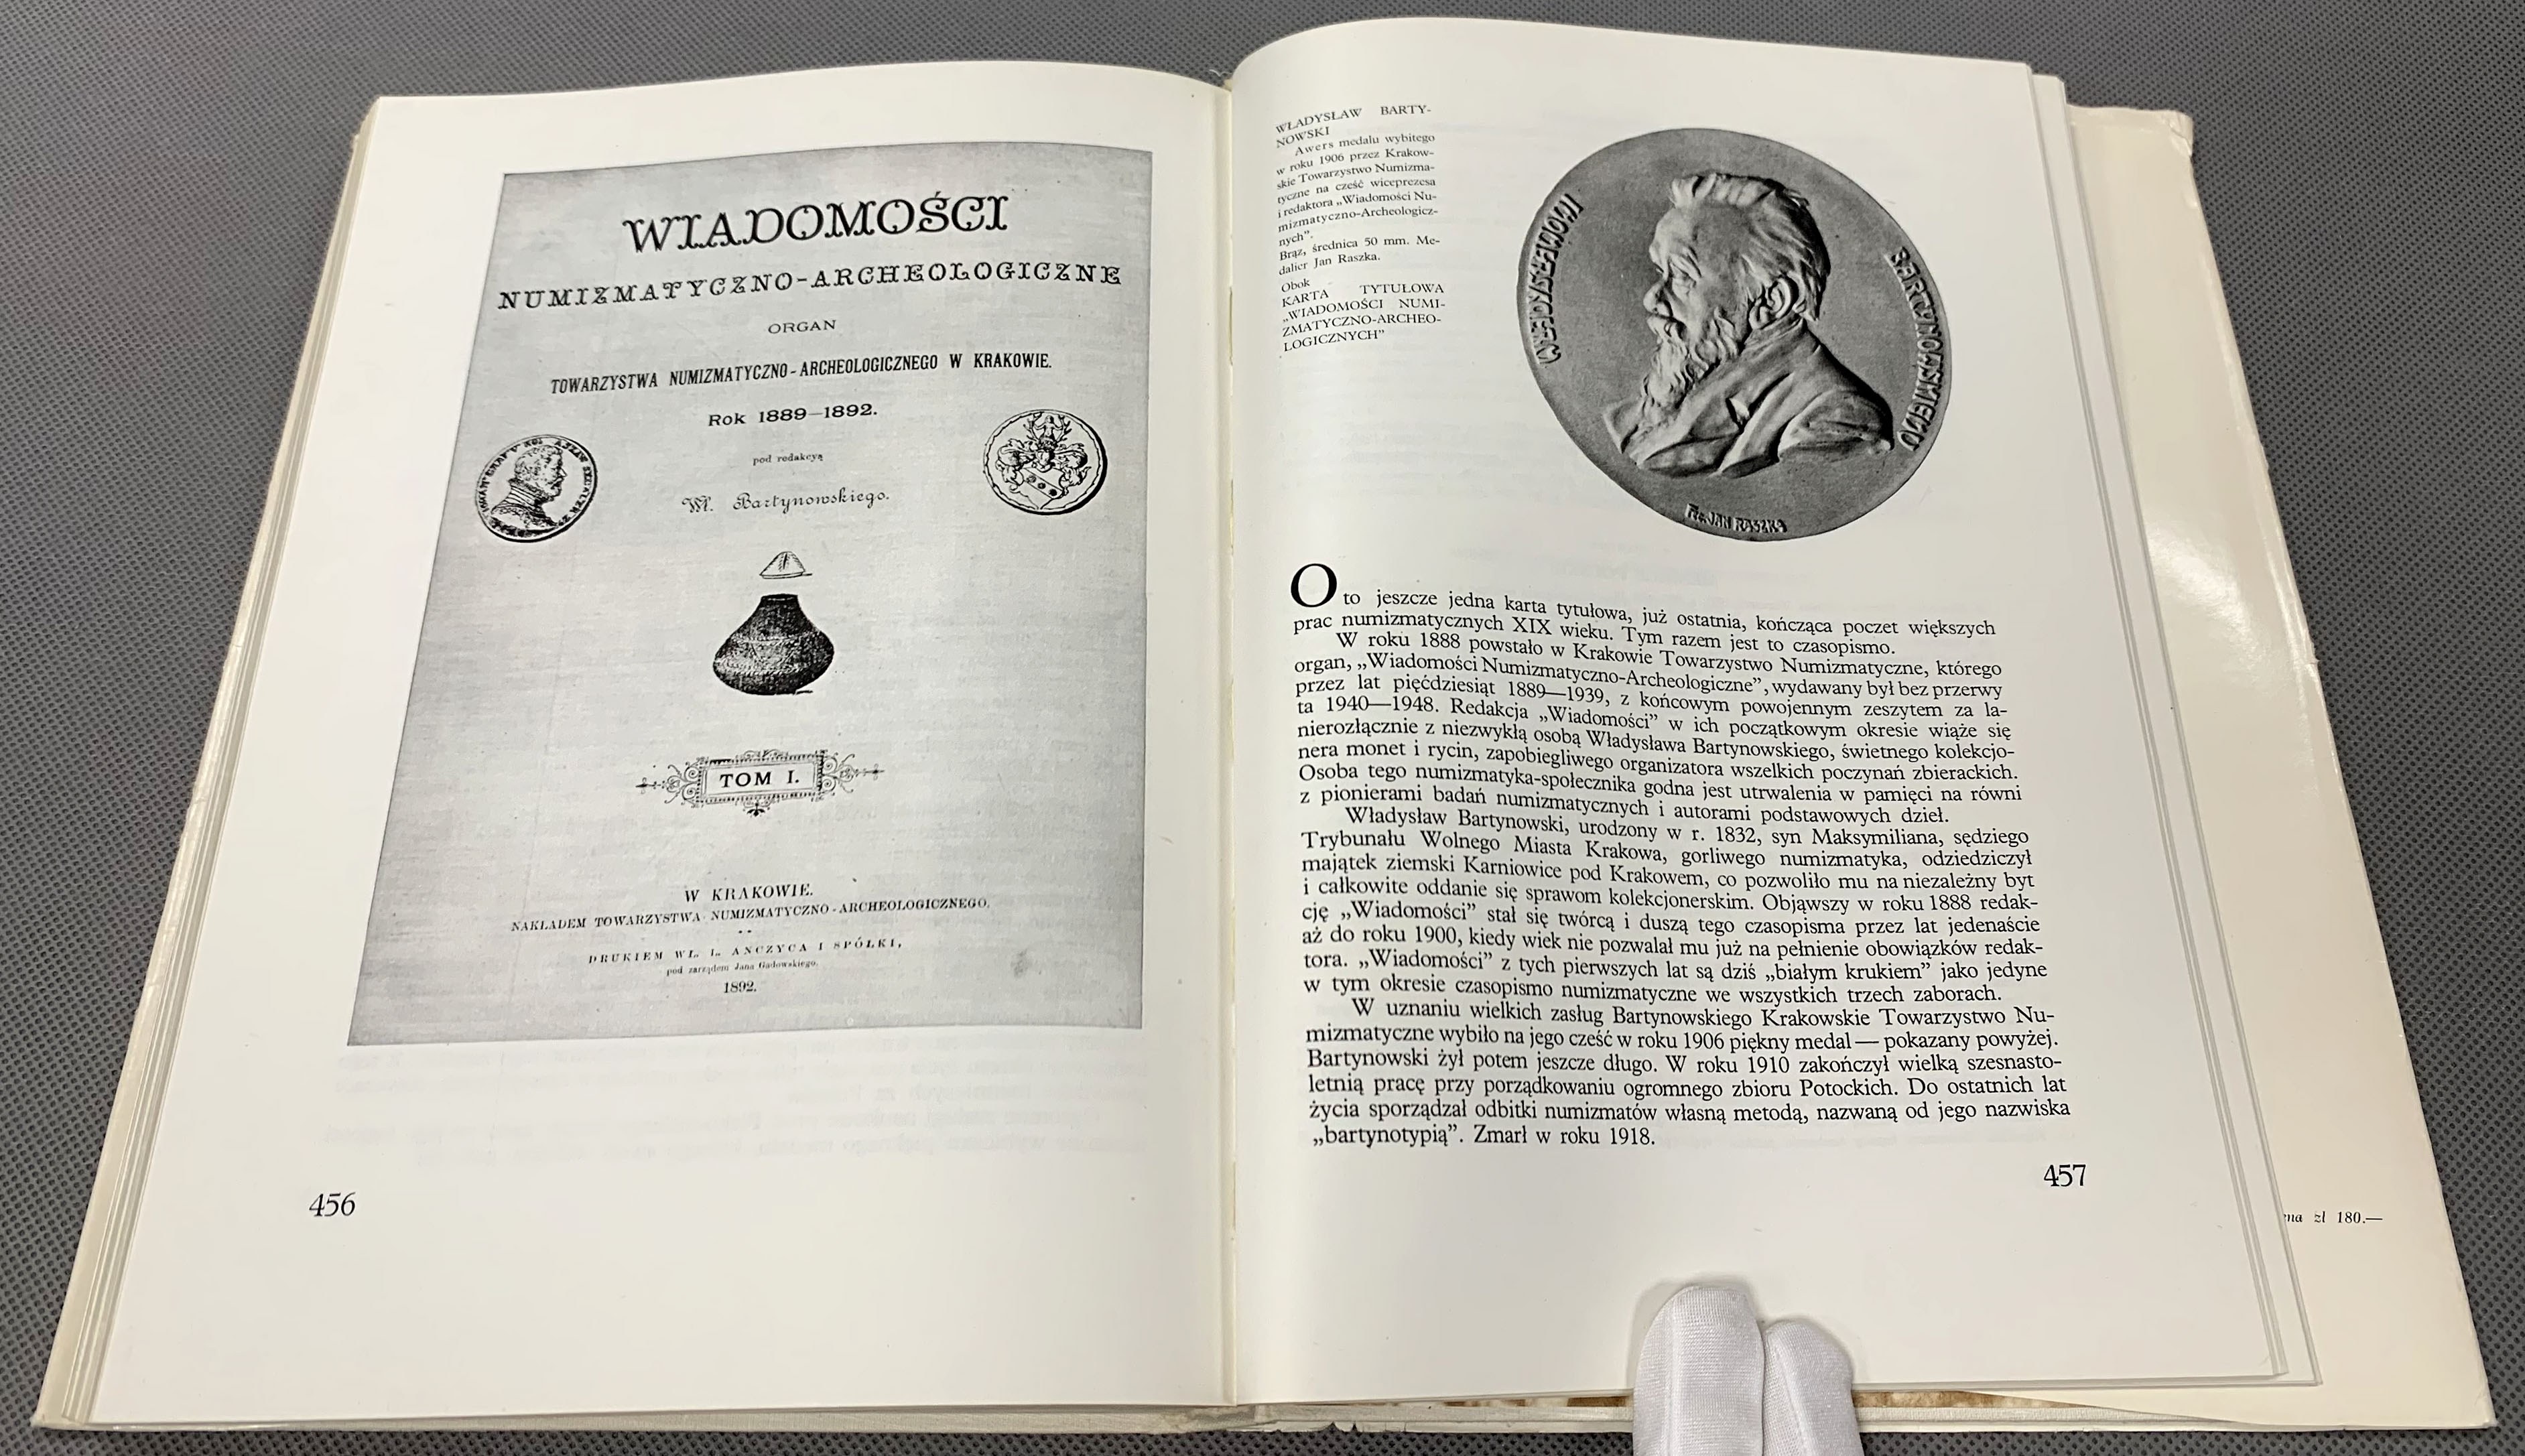 WIADOMOŚCI
NUMIZMATYCZNO-ARCHEOLOGICZNE
ORGAN
TOWARZYSTWA NUMIZMATYCZNO-ARCHEOLOGICZNEGO W KRAKOWIE.
Rok 1889—1892.
pod redakcyą
W. Bartynowskiego.
TOM I.
W KRAKOWIE.
NAKŁADEM TOWARZYSTWA NUMIZMATYCZNO-ARCHEOLOGICZNEGO.
DRUKIEM WŁ. L. ANCZYCA I SPÓŁKI,
pod zarządem Jana Gadowskiego.
1892.
456
WŁADYSŁAW BARTY-
NOWSKI
Awers medalu wybitego
w roku 1906 przez Krakow-
skie Towarzystwo Numizma-
tyczne na cześć wiceprezesa
i redaktora „Wiadomości Nu-
mizmatyczno-Archeologicz-
nych”.
Brąz, średnica 50 mm. Me-
dalier Jan Raszka.
Obok
KARTA TYTUŁOWA
„WIADOMOŚCI NUMI-
ZMATYCZNO-ARCHEO-
LOGICZNYCH”
WŁADYSŁAWOWI
BARTYNOWSKIEMU
JAN RASZKA
Oto jeszcze jedna karta tytułowa, już ostatnia, kończąca poczet większych
prac numizmatycznych XIX wieku. Tym razem jest to czasopismo.
W roku 1888 powstało w Krakowie Towarzystwo Numizmatyczne, którego
organ, „Wiadomości Numizmatyczno-Archeologiczne”, wydawany był bez przerwy
przez lat pięćdziesiąt 1889—1939, z końcowym powojennym zeszytem za la-
ta 1940—1948. Redakcja „Wiadomości” w ich początkowym okresie wiąże się
nierozłącznie z niezwykłą osobą Władysława Bartynowskiego, świetnego kolekcjo-
nera monet i rycin, zapobiegliwego organizatora wszelkich poczynań zbierackich.
Osoba tego numizmatyka-społecznika godna jest utrwalenia w pamięci na równi
z pionierami badań numizmatycznych i autorami podstawowych dzieł.
Władysław Bartynowski, urodzony w r. 1832, syn Maksymiliana, sędziego
Trybunału Wolnego Miasta Krakowa, gorliwego numizmatyka, odziedziczył
majątek ziemski Karniowice pod Krakowem, co pozwoliło mu na niezależny byt
i całkowite oddanie się sprawom kolekcjonerskim. Objąwszy w roku 1888 redak-
cję „Wiadomości” stał się twórcą i duszą tego czasopisma przez lat jedenaście
aż do roku 1900, kiedy wiek nie pozwalał mu już na pełnienie obowiązków redak-
tora. „Wiadomości” z tych pierwszych lat są dziś „białym krukiem” jako jedyne
w tym okresie czasopismo numizmatyczne we wszystkich trzech zaborach.
W uznaniu wielkich zasług Bartynowskiego Krakowskie Towarzystwo Nu-
mizmatyczne wybiło na jego cześć w roku 1906 piękny medal — pokazany powyżej.
Bartynowski żył potem jeszcze długo. W roku 1910 zakończył wielką szesnasto-
letnią pracę przy porządkowaniu ogromnego zbioru Potockich. Do ostatnich lat
życia sporządzał odbitki numizmatów własną metodą, nazwaną od jego nazwiska
„bartynotypią”. Zmarł w roku 1918.
457
zł 180.—